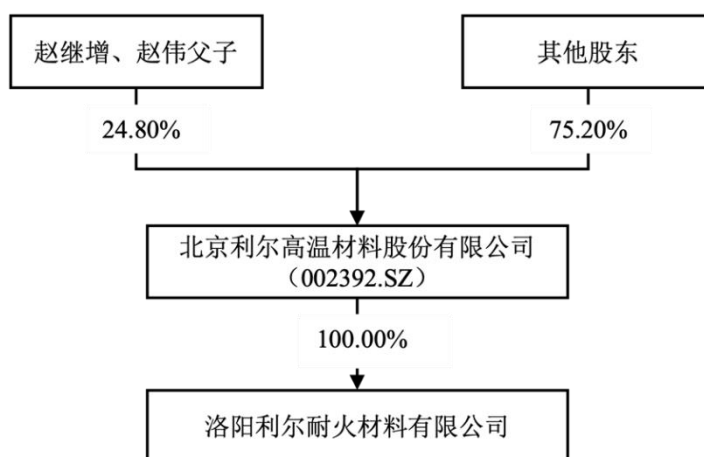 赵继增、赵伟父子
其他股东
24.80%
75.20%
北京利尔高温材料股份有限公司
（002392.SZ）
100.00%
洛阳利尔耐火材料有限公司